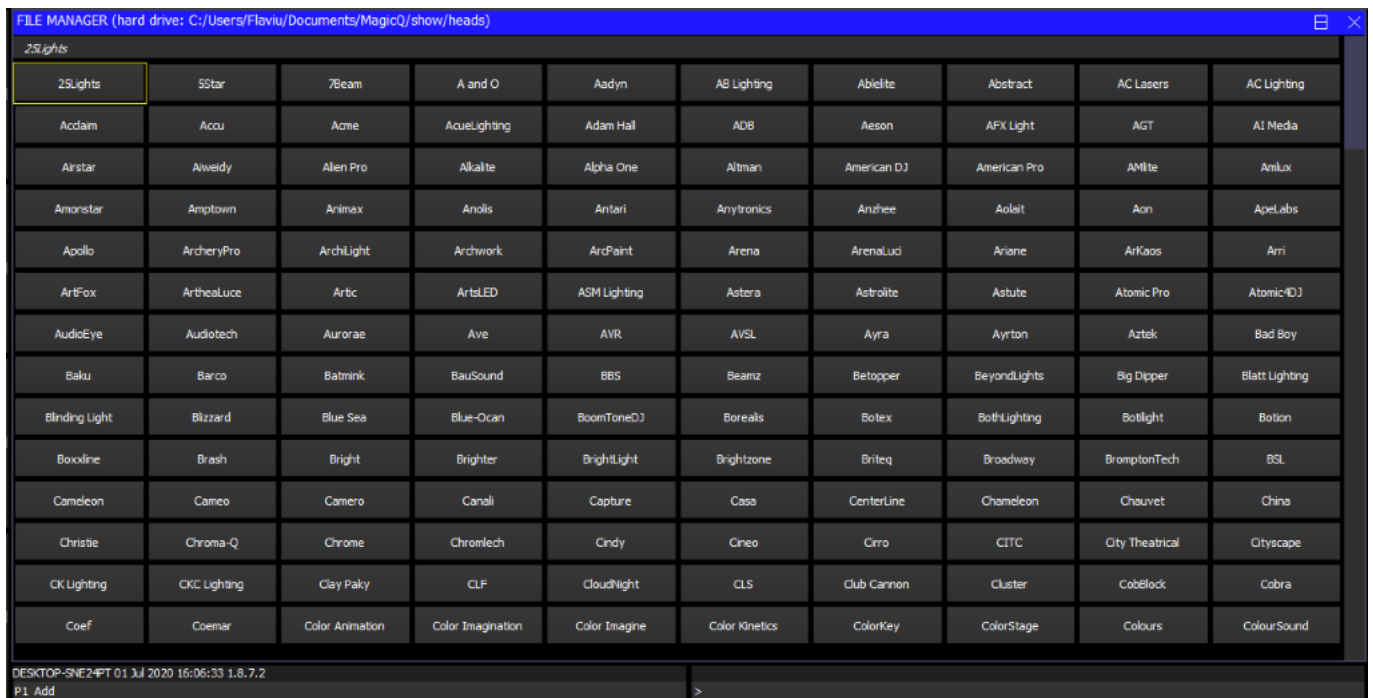 FILE MANAGER (hard drive: C:/Users/Flaviu/Documents/MagicQ/show/heads)
25Lights
25Lights 5Star 7Beam A and O Aadyn AB Lighting Ablelite Abstract AC Lasers AC Lighting
Acclaim Accu Acme AcueLighting Adam Hall ADB Aeson AFX Light AGT AI Media
Airstar Aiweidy Alien Pro Alkalite Alpha One Altman American DJ American Pro AMlite Amlux
Amonstar Amptown Animax Anolis Antari Anytronics Anzhee Aolait Aon ApeLabs
Apollo ArcheryPro ArchiLight Archwork ArcPaint Arena ArenaLuci Ariane ArKaos Arri
ArtFox ArtheaLuce Artic ArtsLED ASM Lighting Astera Astrolite Astute Atomic Pro Atomic4DJ
AudioEye Audiotech Aurorae Ave AVR AVSL Ayra Ayrton Aztek Bad Boy
Baku Barco Batmink BauSound BBS Beamz Betopper BeyondLights Big Dipper Blatt Lighting
Blinding Light Blizzard Blue Sea Blue-Ocan BoomToneDJ Borealis Botex BothLighting Botilight Botion
Boxxline Brash Bright Brighter BrightLight Brightzone Briteq Broadway BromptonTech BSL
Cameleon Cameo Camero Canali Capture Casa CenterLine Chameleon Chauvet China
Christie Chroma-Q Chrome Chromlech Cindy Cineo Cirro CITC City Theatrical Cityscape
CK Lighting CKC Lighting Clay Paky CLF CloudNight CLS Club Cannon Cluster CobBlock Cobra
Coef Coemar Color Animation Color Imagination Color Imagine Color Kinetics ColorKey ColorStage Colours ColourSound
DESKTOP-SNE24PT 01 Jul 2020 16:06:33 1.8.7.2
P1 Add >